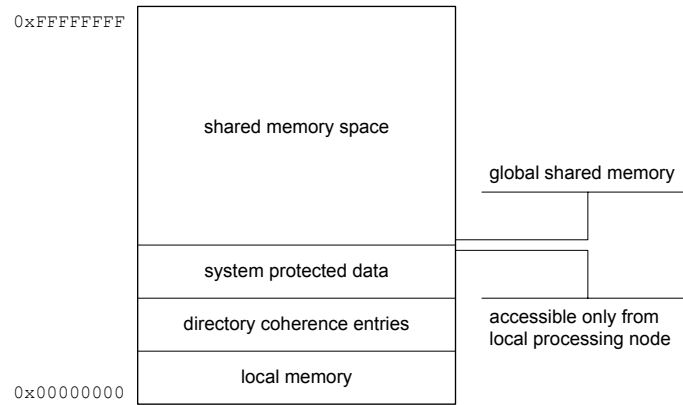 0xFFFFFFFF
shared memory space
global shared memory
system protected data
directory coherence entries
accessible only from
local processing node
local memory
0x00000000